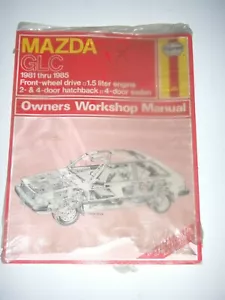 MAZDA
GLC
1981 thru 1985
Front-wheel drive □ 1.5 liter engine
2- & 4-door hatchback □ 4-door sedan
Haynes
Owners Workshop Manual